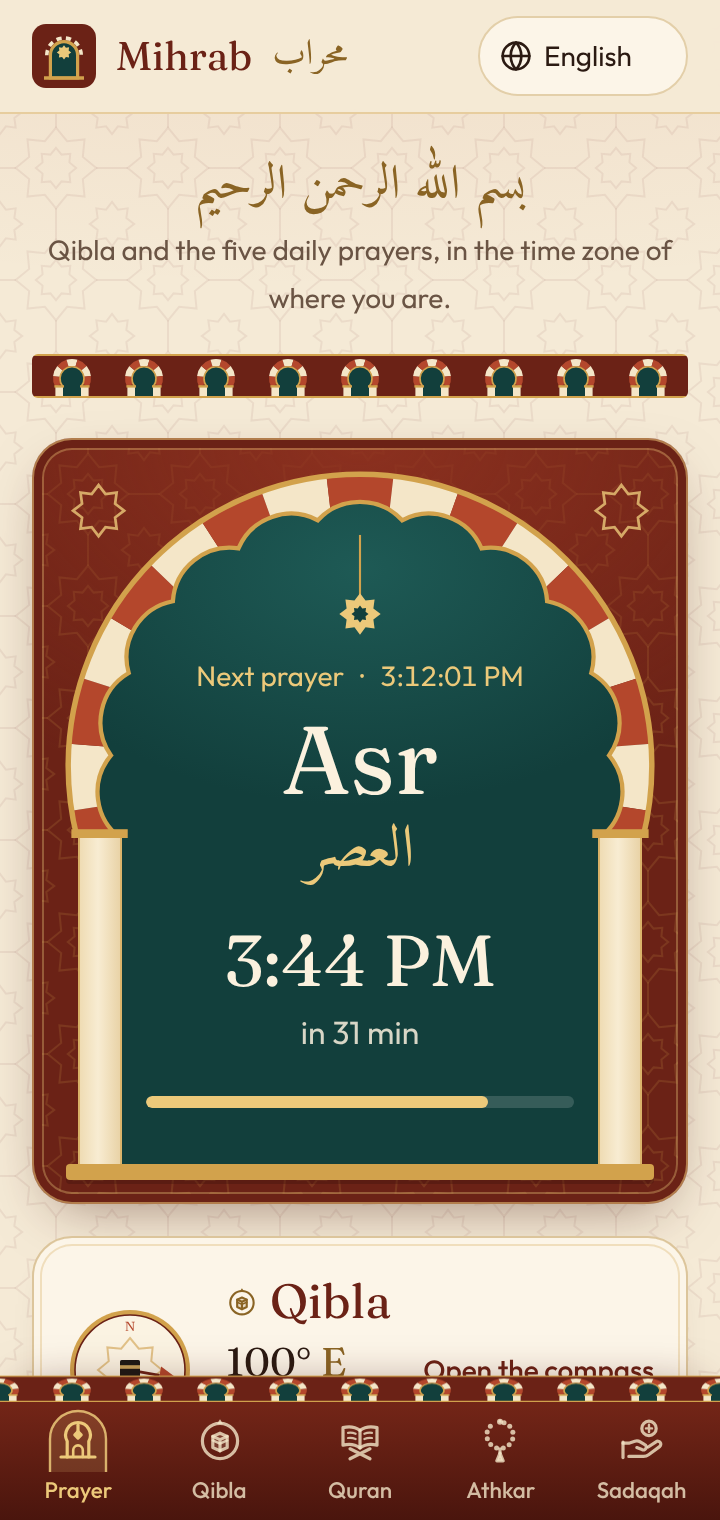 Mihrab محراب
English
بسم الله الرحمن الرحيم
Qibla and the five daily prayers, in the time zone of
where you are.
Next prayer · 3:12:01 PM
Asr
العصر
3:44 PM
in 31 min
Qibla
N
100° E
Open the compass
Prayer
Qibla
Quran
Athkar
Sadaqah